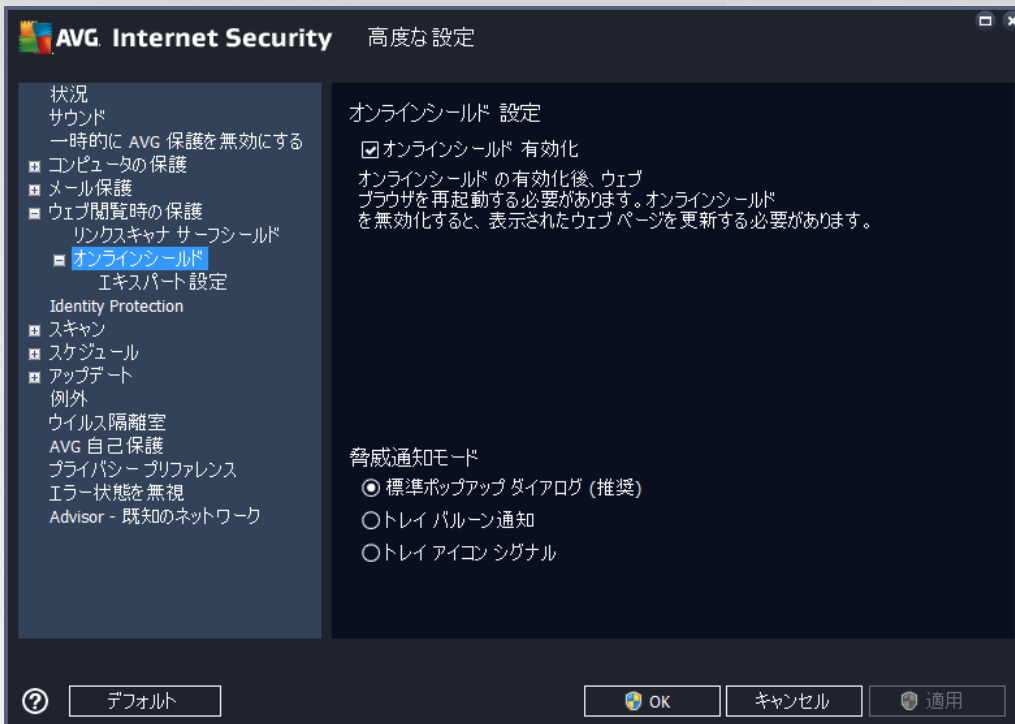 AVG. Internet Security 高度な設定
状況
サウンド
一時的に AVG 保護を無効にする
コンピュータの保護
メール保護
ウェブ閲覧時の保護
リンクスキャナ サーフシールド
オンラインシールド
エキスパート設定
Identity Protection
スキャン
スケジュール
アップデート
例外
ウイルス隔離室
AVG 自己保護
プライバシー プリファレンス
エラー状態を無視
Advisor - 既知のネットワーク
オンラインシールド 設定
オンラインシールド 有効化
オンラインシールド の有効化後、ウェブ
ブラウザを再起動する必要があります。オンラインシールド
を無効化すると、表示されたウェブ ページを更新する必要があります。
脅威通知モード
標準ポップアップ ダイアログ (推奨)
トレイ バルーン通知
トレイ アイコン シグナル
? デフォルト OK キャンセル 適用